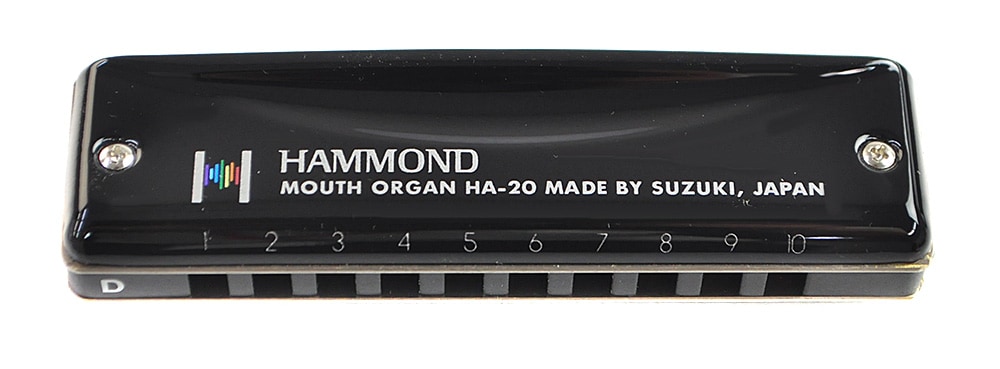 HAMMOND
MOUTH ORGAN HA-20 MADE BY SUZUKI, JAPAN
1 2 3 4 5 6 7 8 9 10
D